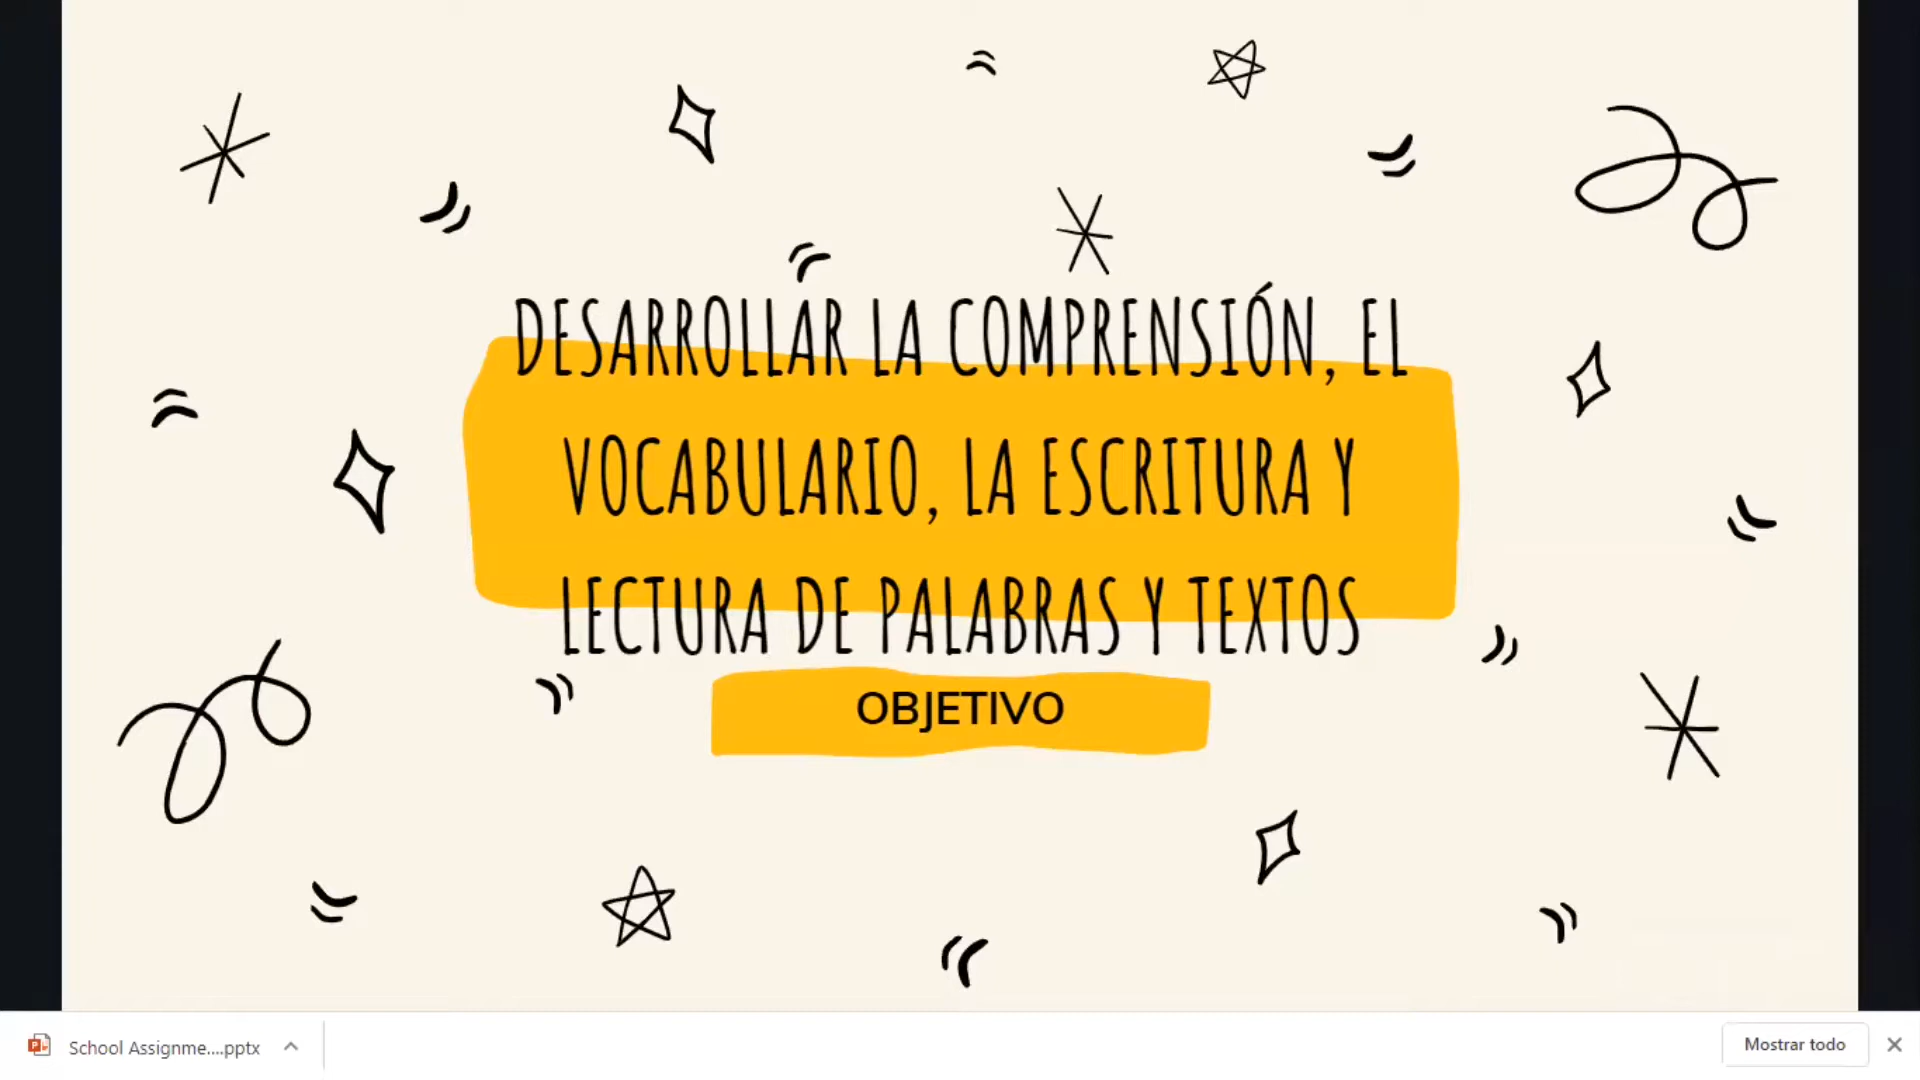 DESARROLLAR LA COMPRENSIÓN, EL
VOCABULARIO, LA ESCRITURA Y
LECTURA DE PALABRAS Y TEXTOS
OBJETIVO
School Assignme....pptx
Mostrar todo